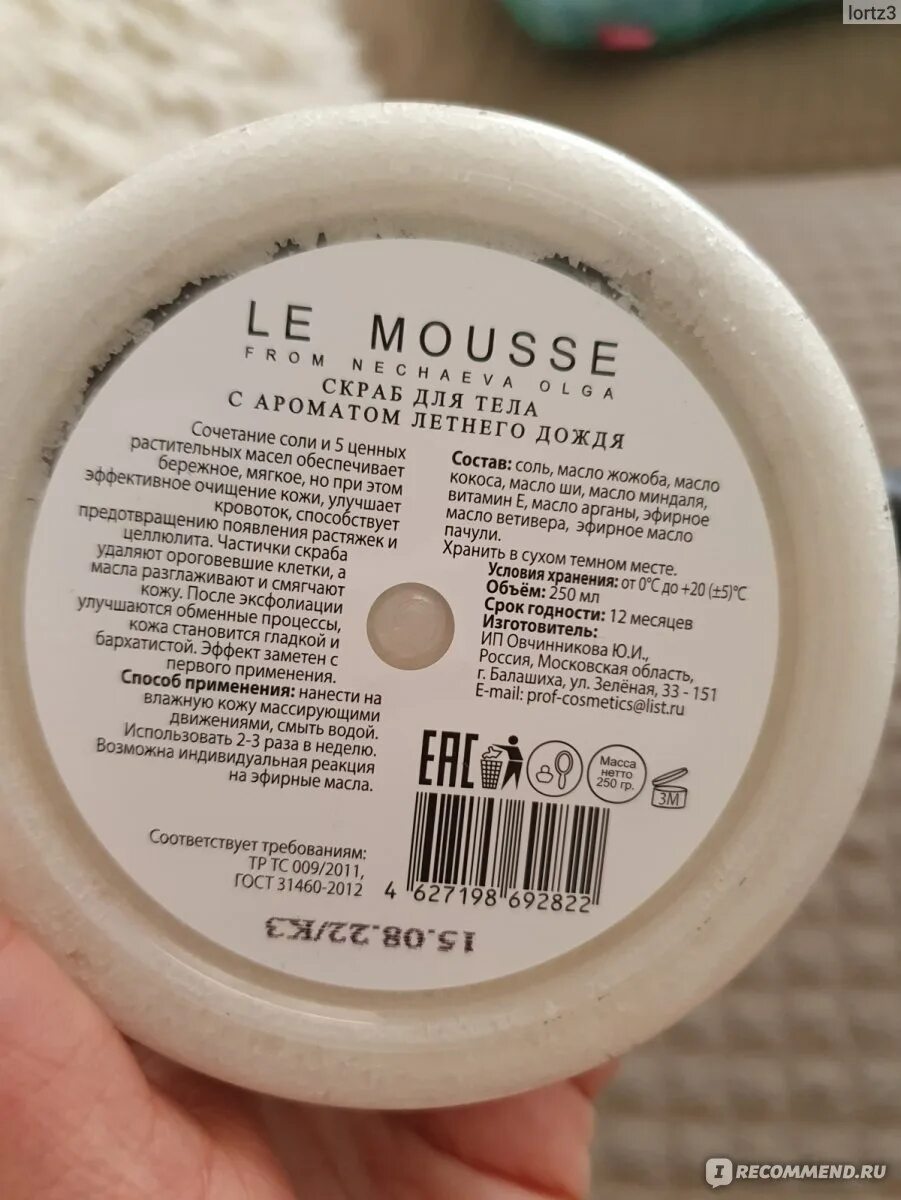 lortz3
LE MOUSSE
FROM NECHAEVA OLGA
СКРАБ ДЛЯ ТЕЛА
С АРОМАТОМ ЛЕТНЕГО ДОЖДЯ
Сочетание соли и 5 ценных
растительных масел обеспечивает
бережное, мягкое, но при этом
эффективное очищение кожи, улучшает
кровоток, способствует
предотвращению появления растяжек и
целлюлита. Частички скраба
удаляют ороговевшие клетки, а
масла разглаживают и смягчают
кожу. После эксфолиации
улучшаются обменные процессы,
кожа становится гладкой и
бархатистой. Эффект заметен с
первого применения.
Способ применения: нанести на
влажную кожу массирующими
движениями, смыть водой.
Использовать 2-3 раза в неделю.
Возможна индивидуальная реакция
на эфирные масла.
Состав: соль, масло жожоба, масло
кокоса, масло ши, масло миндаля,
витамин Е, масло арганы, эфирное
масло ветивера, эфирное масло
пачули.
Хранить в сухом темном месте.
Условия хранения: от 0°С до +20 (±5)°С
Объём: 250 мл
Срок годности: 12 месяцев
Изготовитель:
ИП Овчинникова Ю.И.,
Россия, Московская область,
г. Балашиха, ул. Зелёная, 33 - 151
E-mail: prof-cosmetics@list.ru
EAC
Масса
нетто
250 гр.
3М
Соответствует требованиям:
ТР ТС 009/2011,
ГОСТ 31460-2012
4 627198 692822
15.08.22/К3
IRECOMMEND.RU